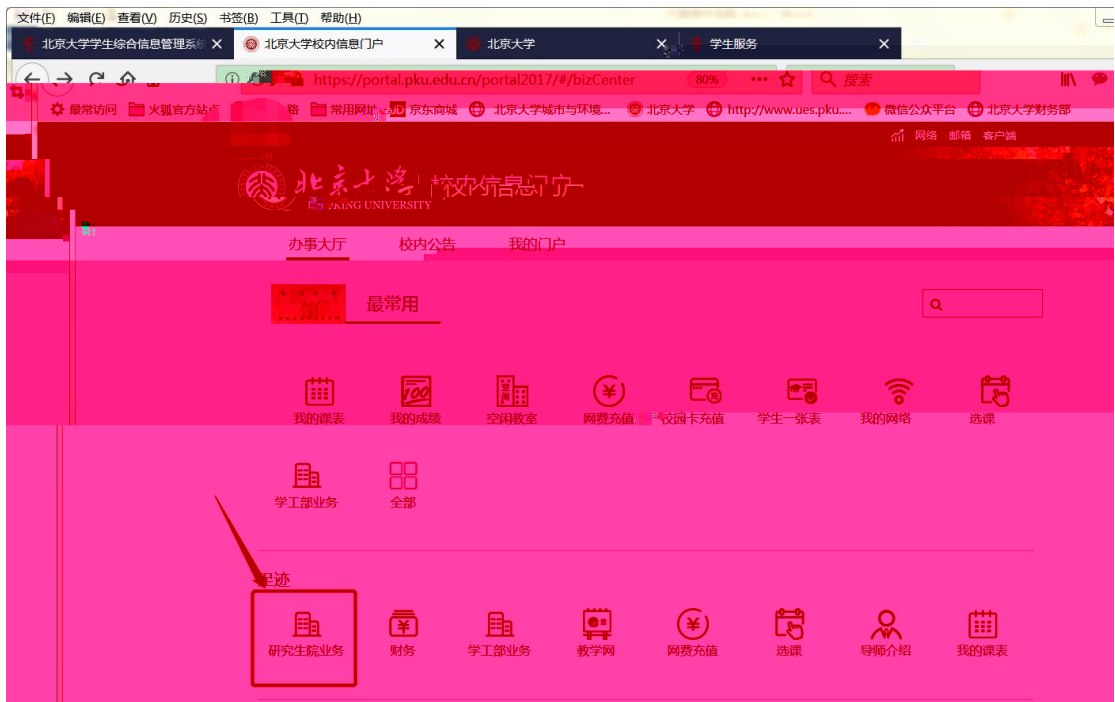 文件(F) 编辑(E) 查看(V) 历史(S) 书签(B) 工具(T) 帮助(H)
北京大学学生综合信息管理系统 北京大学校内信息门户 北京大学 学生服务
https://portal.pku.edu.cn/portal2017/#/bizCenter 80% 搜索
最常访问 火狐官方站点 常用网址 JD 京东商城 北京大学城市与环境... 北京大学 http://www.ues.pku.... 微信公众平台 北京大学财务部
网络 邮箱 客户端
北京大学 校内信息门户
UNIVERSITY
办事大厅 校内公告 我的门户
最常用
我的课表 我的成绩 空闲教室 网费充值 校园卡充值 学生一张表 我的网络 选课
学工部业务 全部
足迹
研究生院业务 财务 学工部业务 教学网 网费充值 选课 导师介绍 我的课表